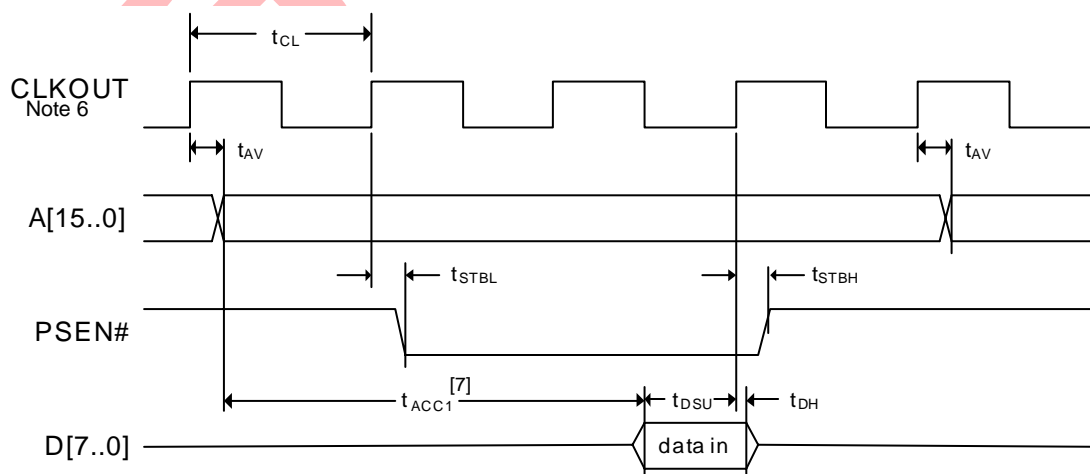 tCL
CLKOUT
Note 6
tAV
tAV
A[15..0]
tSTBL
tSTBH
PSEN#
tACC1 [7]
tDSU
tDH
D[7..0]
data in